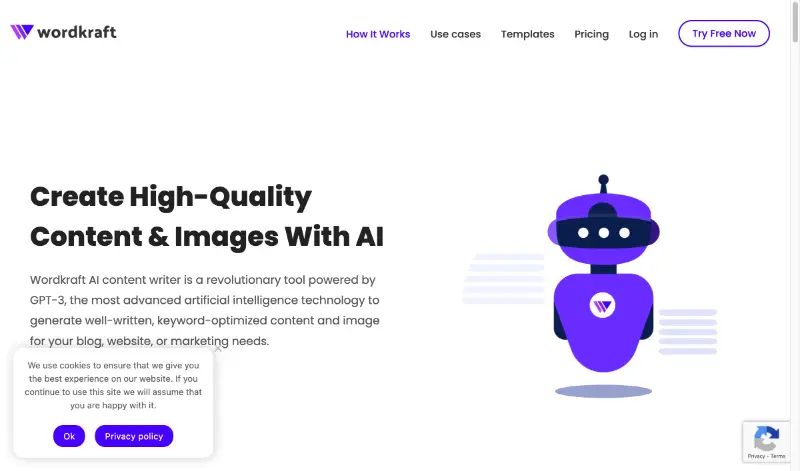 wordkraft
How It Works
Use cases
Templates
Pricing
Log in
Try Free Now
Create High-Quality
Content & Images With AI
Wordkraft AI content writer is a revolutionary tool powered by
GPT-3, the most advanced artificial intelligence technology to
generate well-written, keyword-optimized content and image
for your blog, website, or marketing needs.
We use cookies to ensure that we give you
the best experience on our website. If you
continue to use this site we will assume that
you are happy with it.
Ok
Privacy policy
Privacy - Terms